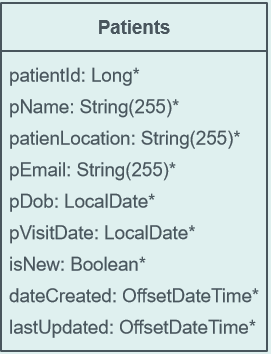 Patients
patientId: Long*
pName: String(255)*
patienLocation: String(255)*
pEmail: String(255)*
pDob: LocalDate*
pVisitDate: LocalDate*
isNew: Boolean*
dateCreated: OffsetDateTime*
lastUpdated: OffsetDateTime*